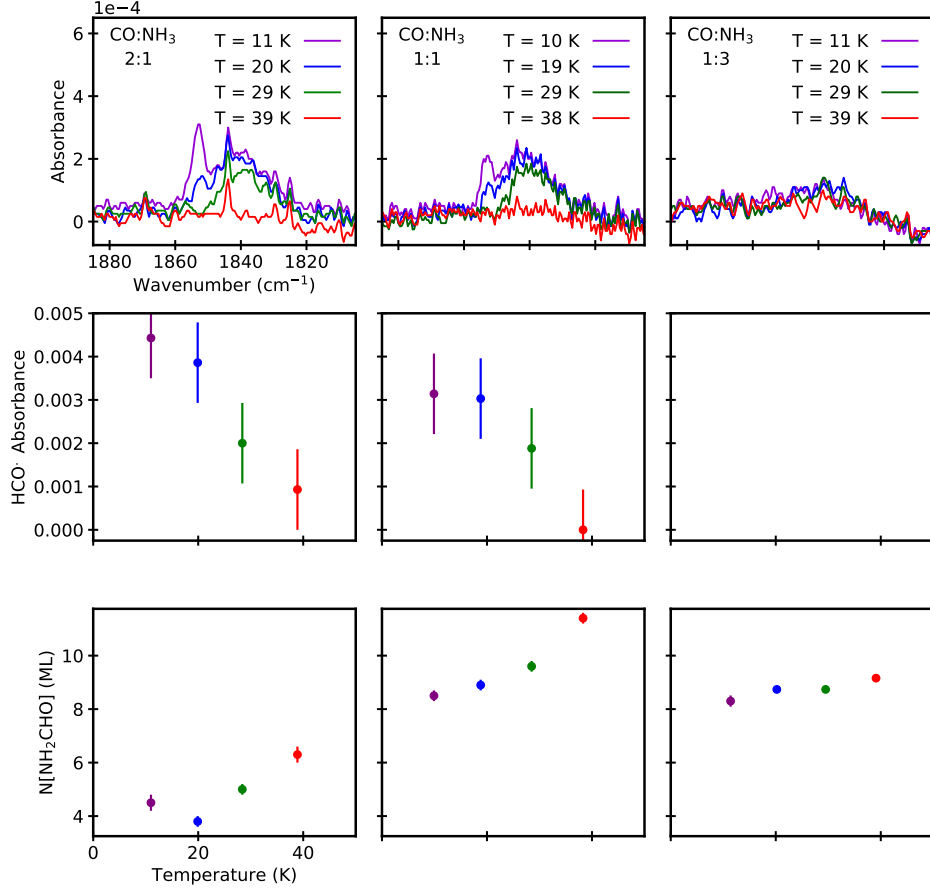 1e−4
CO:NH₃
2:1
T = 11 K
T = 20 K
T = 29 K
T = 39 K
CO:NH₃
1:1
T = 10 K
T = 19 K
T = 29 K
T = 38 K
CO:NH₃
1:3
T = 11 K
T = 20 K
T = 29 K
T = 39 K
6
4
2
0
Absorbance
1880 1860 1840 1820
Wavenumber (cm⁻¹)
0.005
0.004
0.003
0.002
0.001
0.000
HCO· Absorbance
10
8
6
4
N[NH₂CHO] (ML)
0 20 40
Temperature (K)